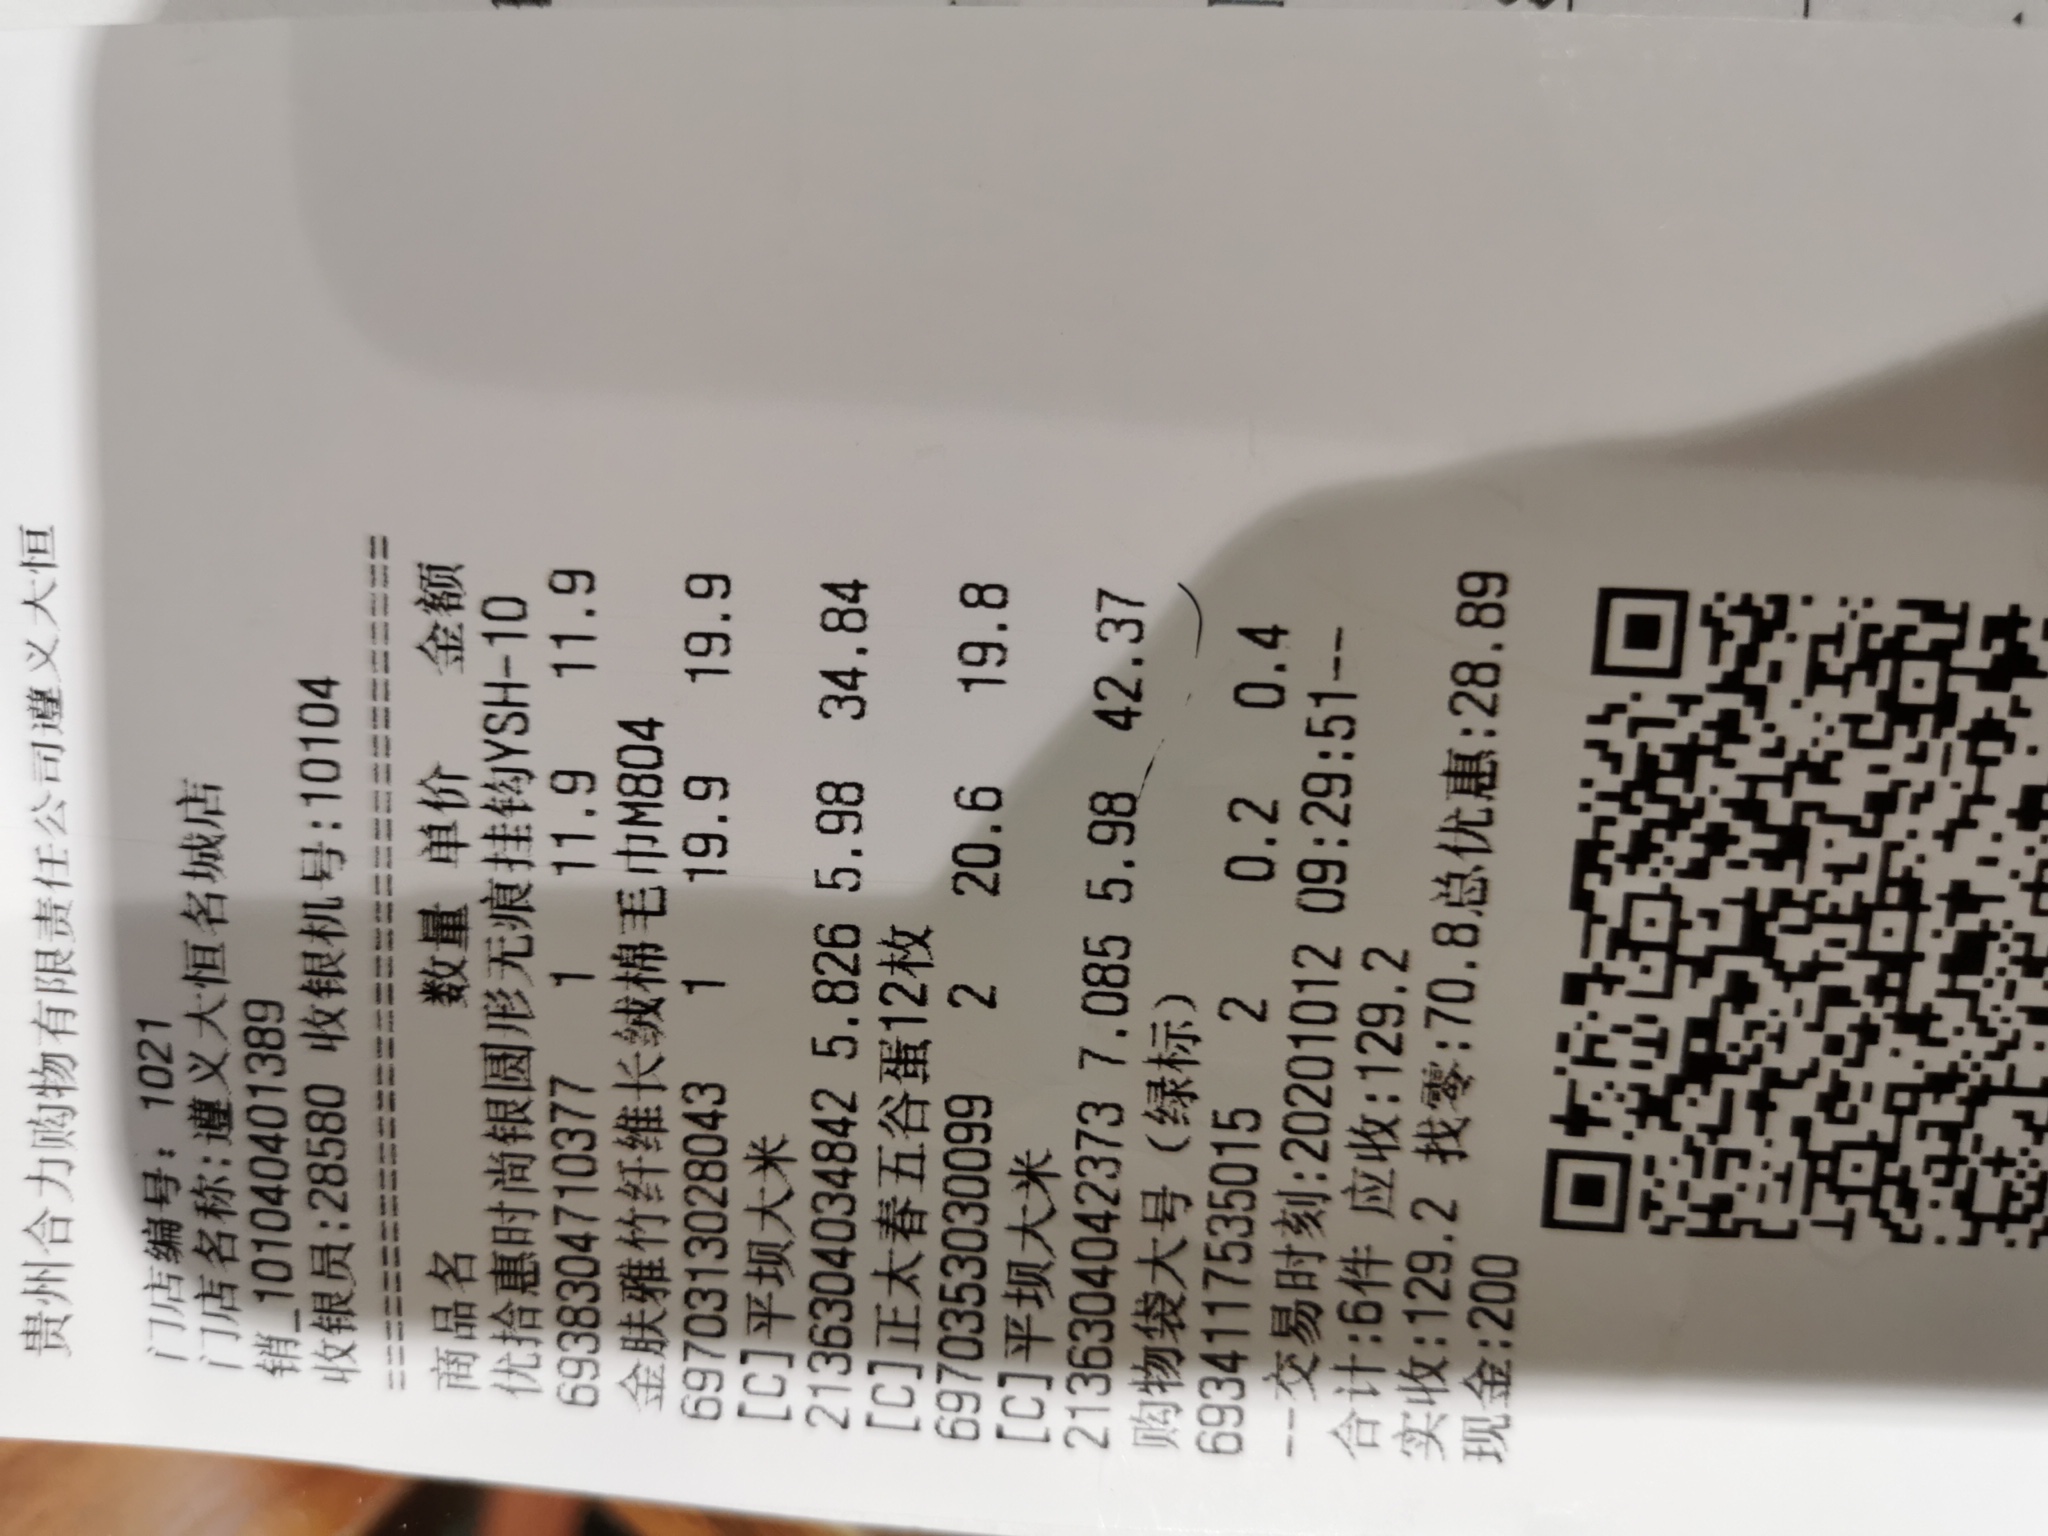 贵州合力购物有限责任公司遵义大恒
门店编号: 1021
门店名称:遵义大恒名城店
销_1010404401389
收银员:28580 收银机号:10104
商品名 数量 单价 金额
优拾惠时尚银圆形无痕挂钩YSH-10
6938304710377 1 11.9 11.9
金肤雅竹纤维长绒棉毛巾M804
6970313028043 1 19.9 19.9
[C]平坝大米
2136304034842 5.826 5.98 34.84
[C]正太春五谷蛋12枚
6970353030099 2 20.6 19.8
[C]平坝大米
2136304042373 7.085 5.98 42.37
购物袋大号(绿标)
6934117535015 2 0.2 0.4
--交易时刻:20201012 09:29:51--
合计:6件 应收:129.2
实收:129.2 找零:70.8总优惠:28.89
现金:200